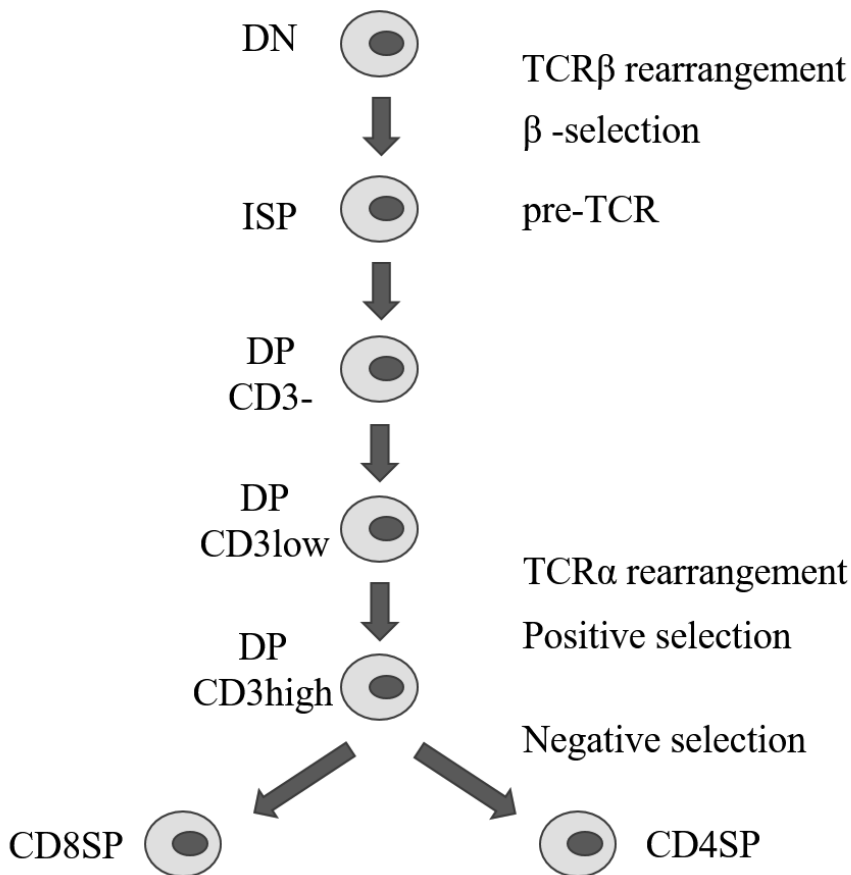 DN
TCRβ rearrangement
β -selection
ISP
pre-TCR
DP
CD3-
DP
CD3low
TCRα rearrangement
Positive selection
DP
CD3high
Negative selection
CD8SP
CD4SP